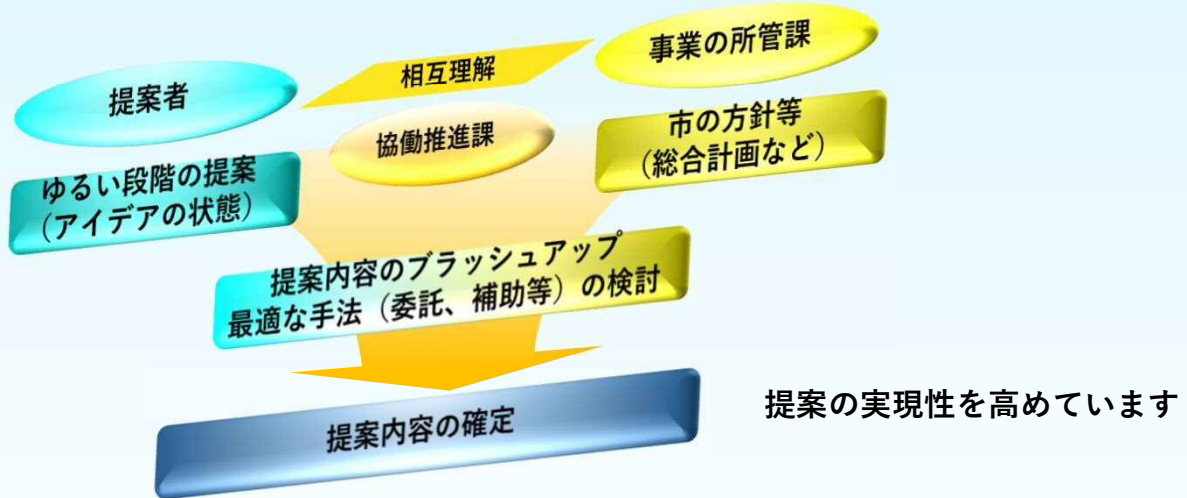 提案者
相互理解
事業の所管課
協働推進課
ゆるい段階の提案
（アイデアの状態）
市の方針等
（総合計画など）
提案内容のブラッシュアップ
最適な手法（委託、補助等）の検討
提案内容の確定
提案の実現性を高めています